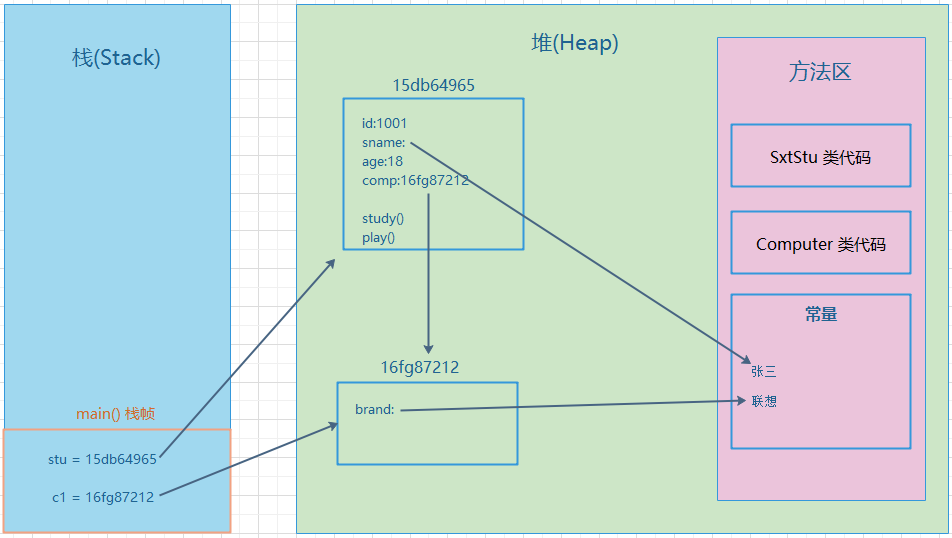 栈(Stack)
main() 栈帧
stu = 15db64965
c1 = 16fg87212
堆(Heap)
15db64965
id:1001
sname:
age:18
comp:16fg87212
study()
play()
16fg87212
brand:
方法区
SxtStu 类代码
Computer 类代码
常量
张三
联想